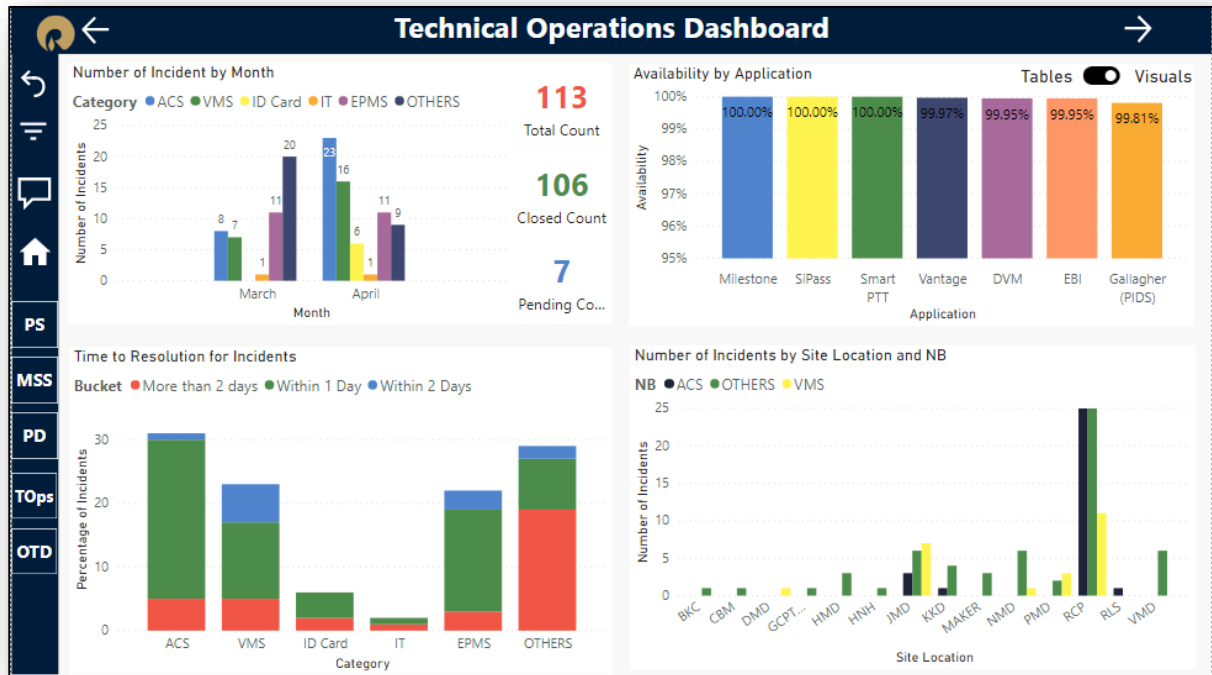 Technical Operations Dashboard
PS
MSS
PD
TOps
OTD
Number of Incident by Month
Category ACS VMS ID Card IT EPMS OTHERS
Number of Incidents
25
20
15
10
5
0
8
7
1
11
20
23
16
6
1
11
9
March
April
Month
113
Total Count
106
Closed Count
7
Pending Co...
Availability by Application
Tables Visuals
Availability
100%
99%
98%
97%
96%
95%
100.00% 100.00% 100.00% 99.97% 99.95% 99.95% 99.81%
Milestone SiPass Smart PTT Vantage DVM EBI Gallagher (PIDS)
Application
Time to Resolution for Incidents
Bucket More than 2 days Within 1 Day Within 2 Days
Percentage of Incidents
30
20
10
0
ACS VMS ID Card IT EPMS OTHERS
Category
Number of Incidents by Site Location and NB
NB ACS OTHERS VMS
Number of Incidents
25
20
15
10
5
0
BKC CBM DMD GCPT... HMD HNH JMD KKD MAKER NMD PMD RCP RLS VMD
Site Location